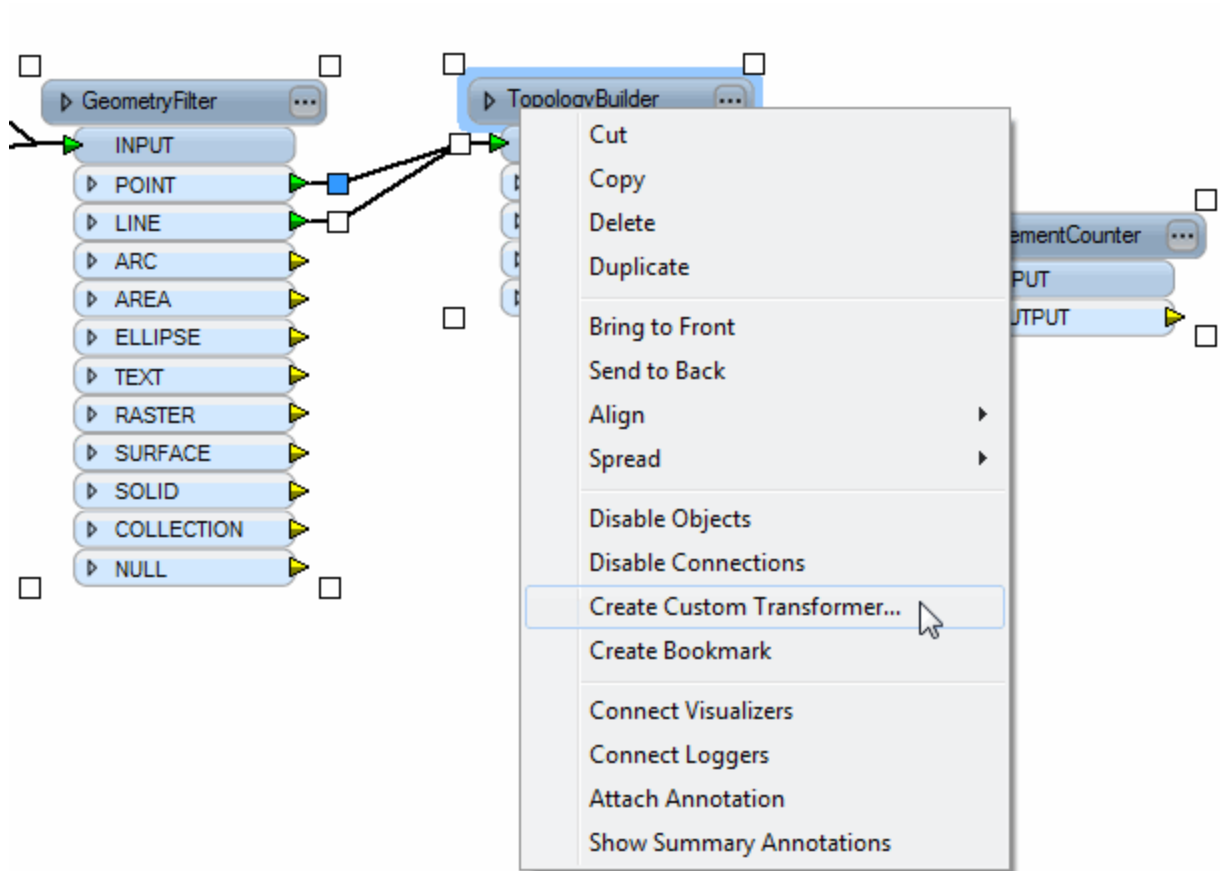 GeometryFilter
INPUT
POINT
LINE
ARC
AREA
ELLIPSE
TEXT
RASTER
SURFACE
SOLID
COLLECTION
NULL
TopologyBuilder
Cut
Copy
Delete
Duplicate
Bring to Front
Send to Back
Align
Spread
Disable Objects
Disable Connections
Create Custom Transformer...
Create Bookmark
Connect Visualizers
Connect Loggers
Attach Annotation
Show Summary Annotations
ementCounter
PUT
UTPUT